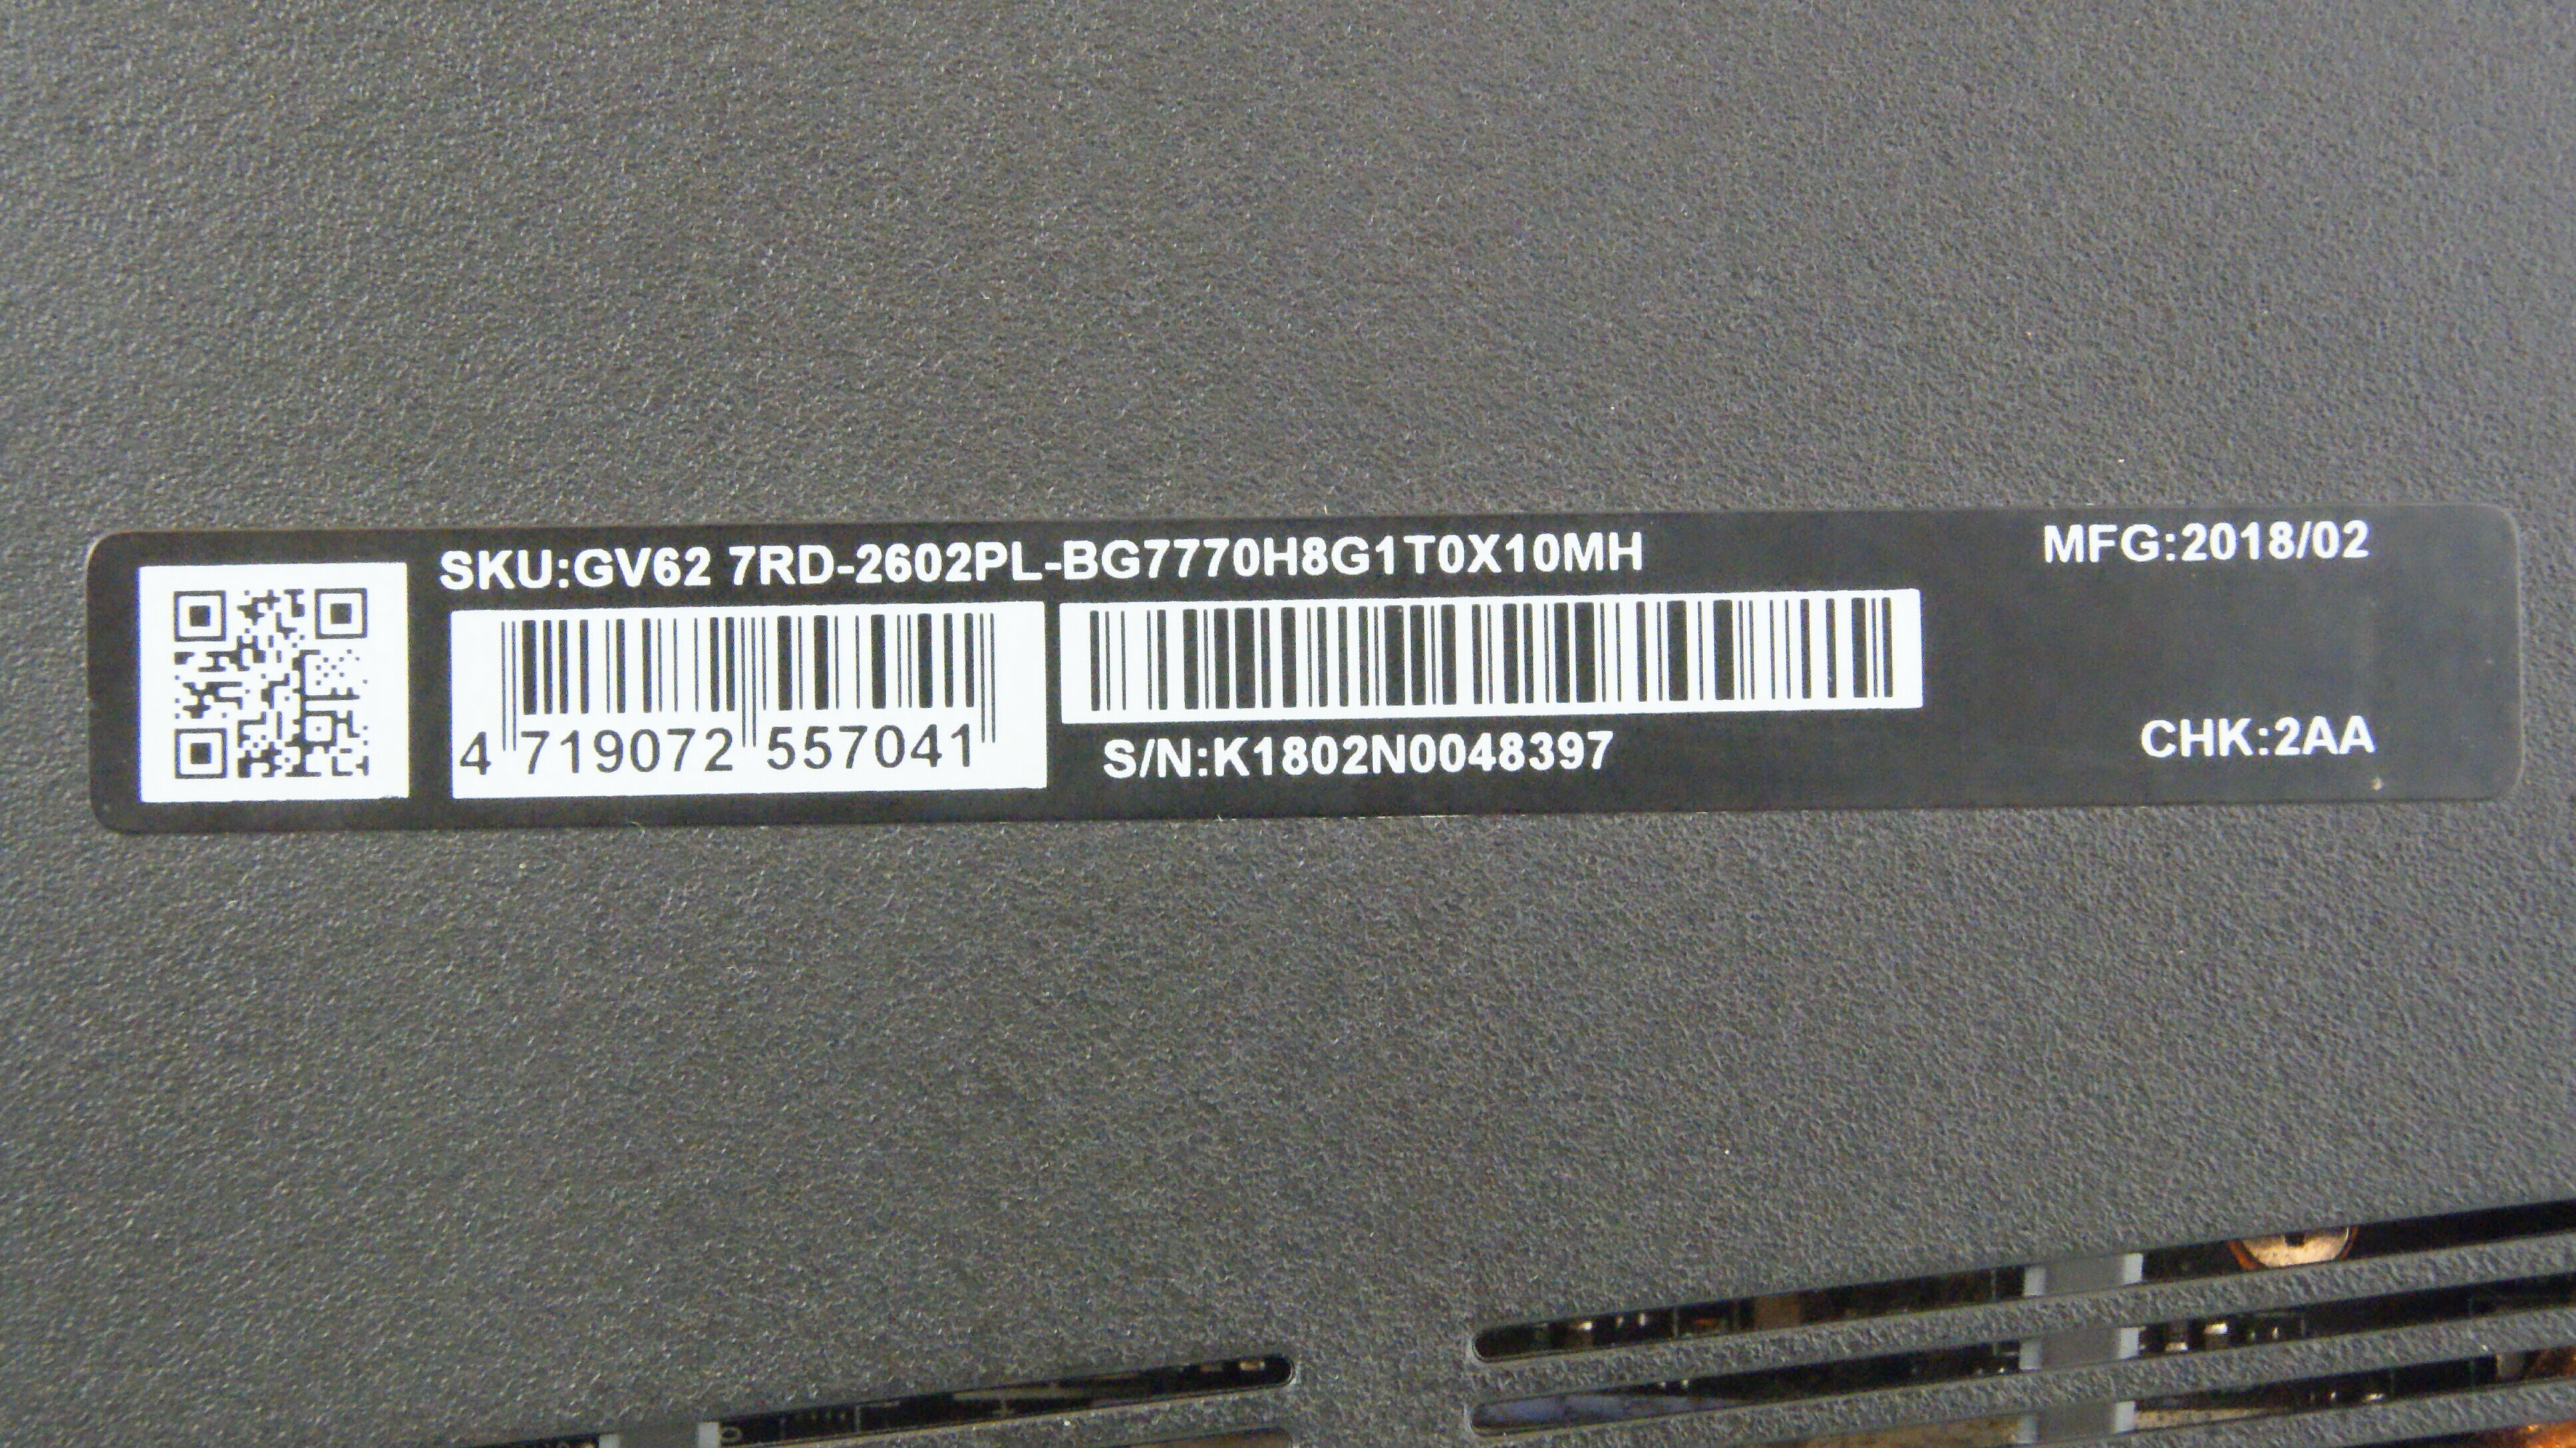 SKU:GV62 7RD-2602PL-BG7770H8G1T0X10MH
MFG:2018/02
4 719072 557041
S/N:K1802N0048397
CHK:2AA